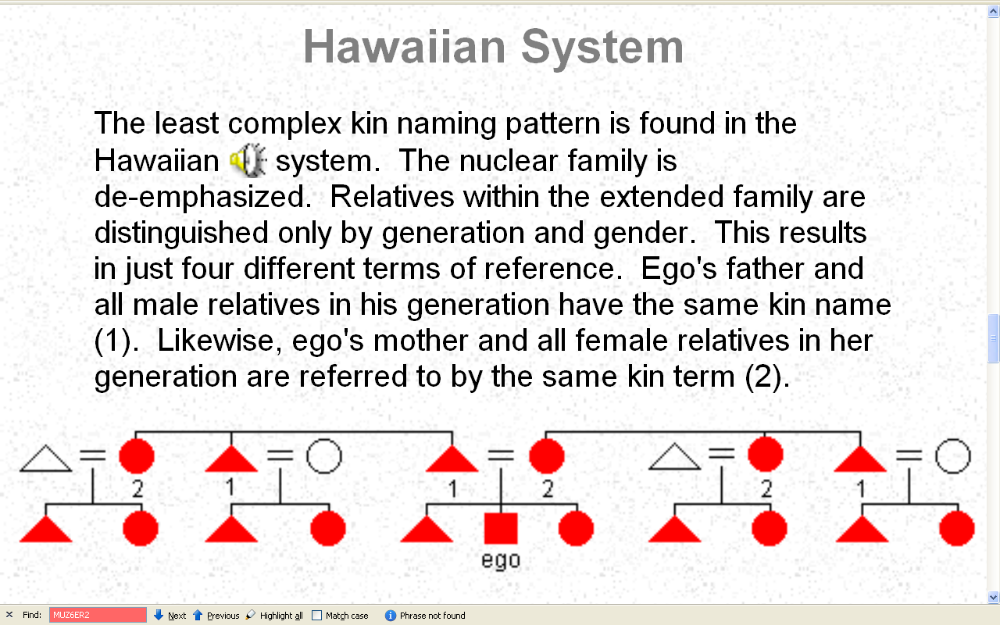 Hawaiian System
The least complex kin naming pattern is found in the
Hawaiian system. The nuclear family is
de-emphasized. Relatives within the extended family are
distinguished only by generation and gender. This results
in just four different terms of reference. Ego's father and
all male relatives in his generation have the same kin name
(1). Likewise, ego's mother and all female relatives in her
generation are referred to by the same kin term (2).
2 1 1 2 2 1
ego
Find: MUZ6ER2 Next Previous Highlight all Match case Phrase not found